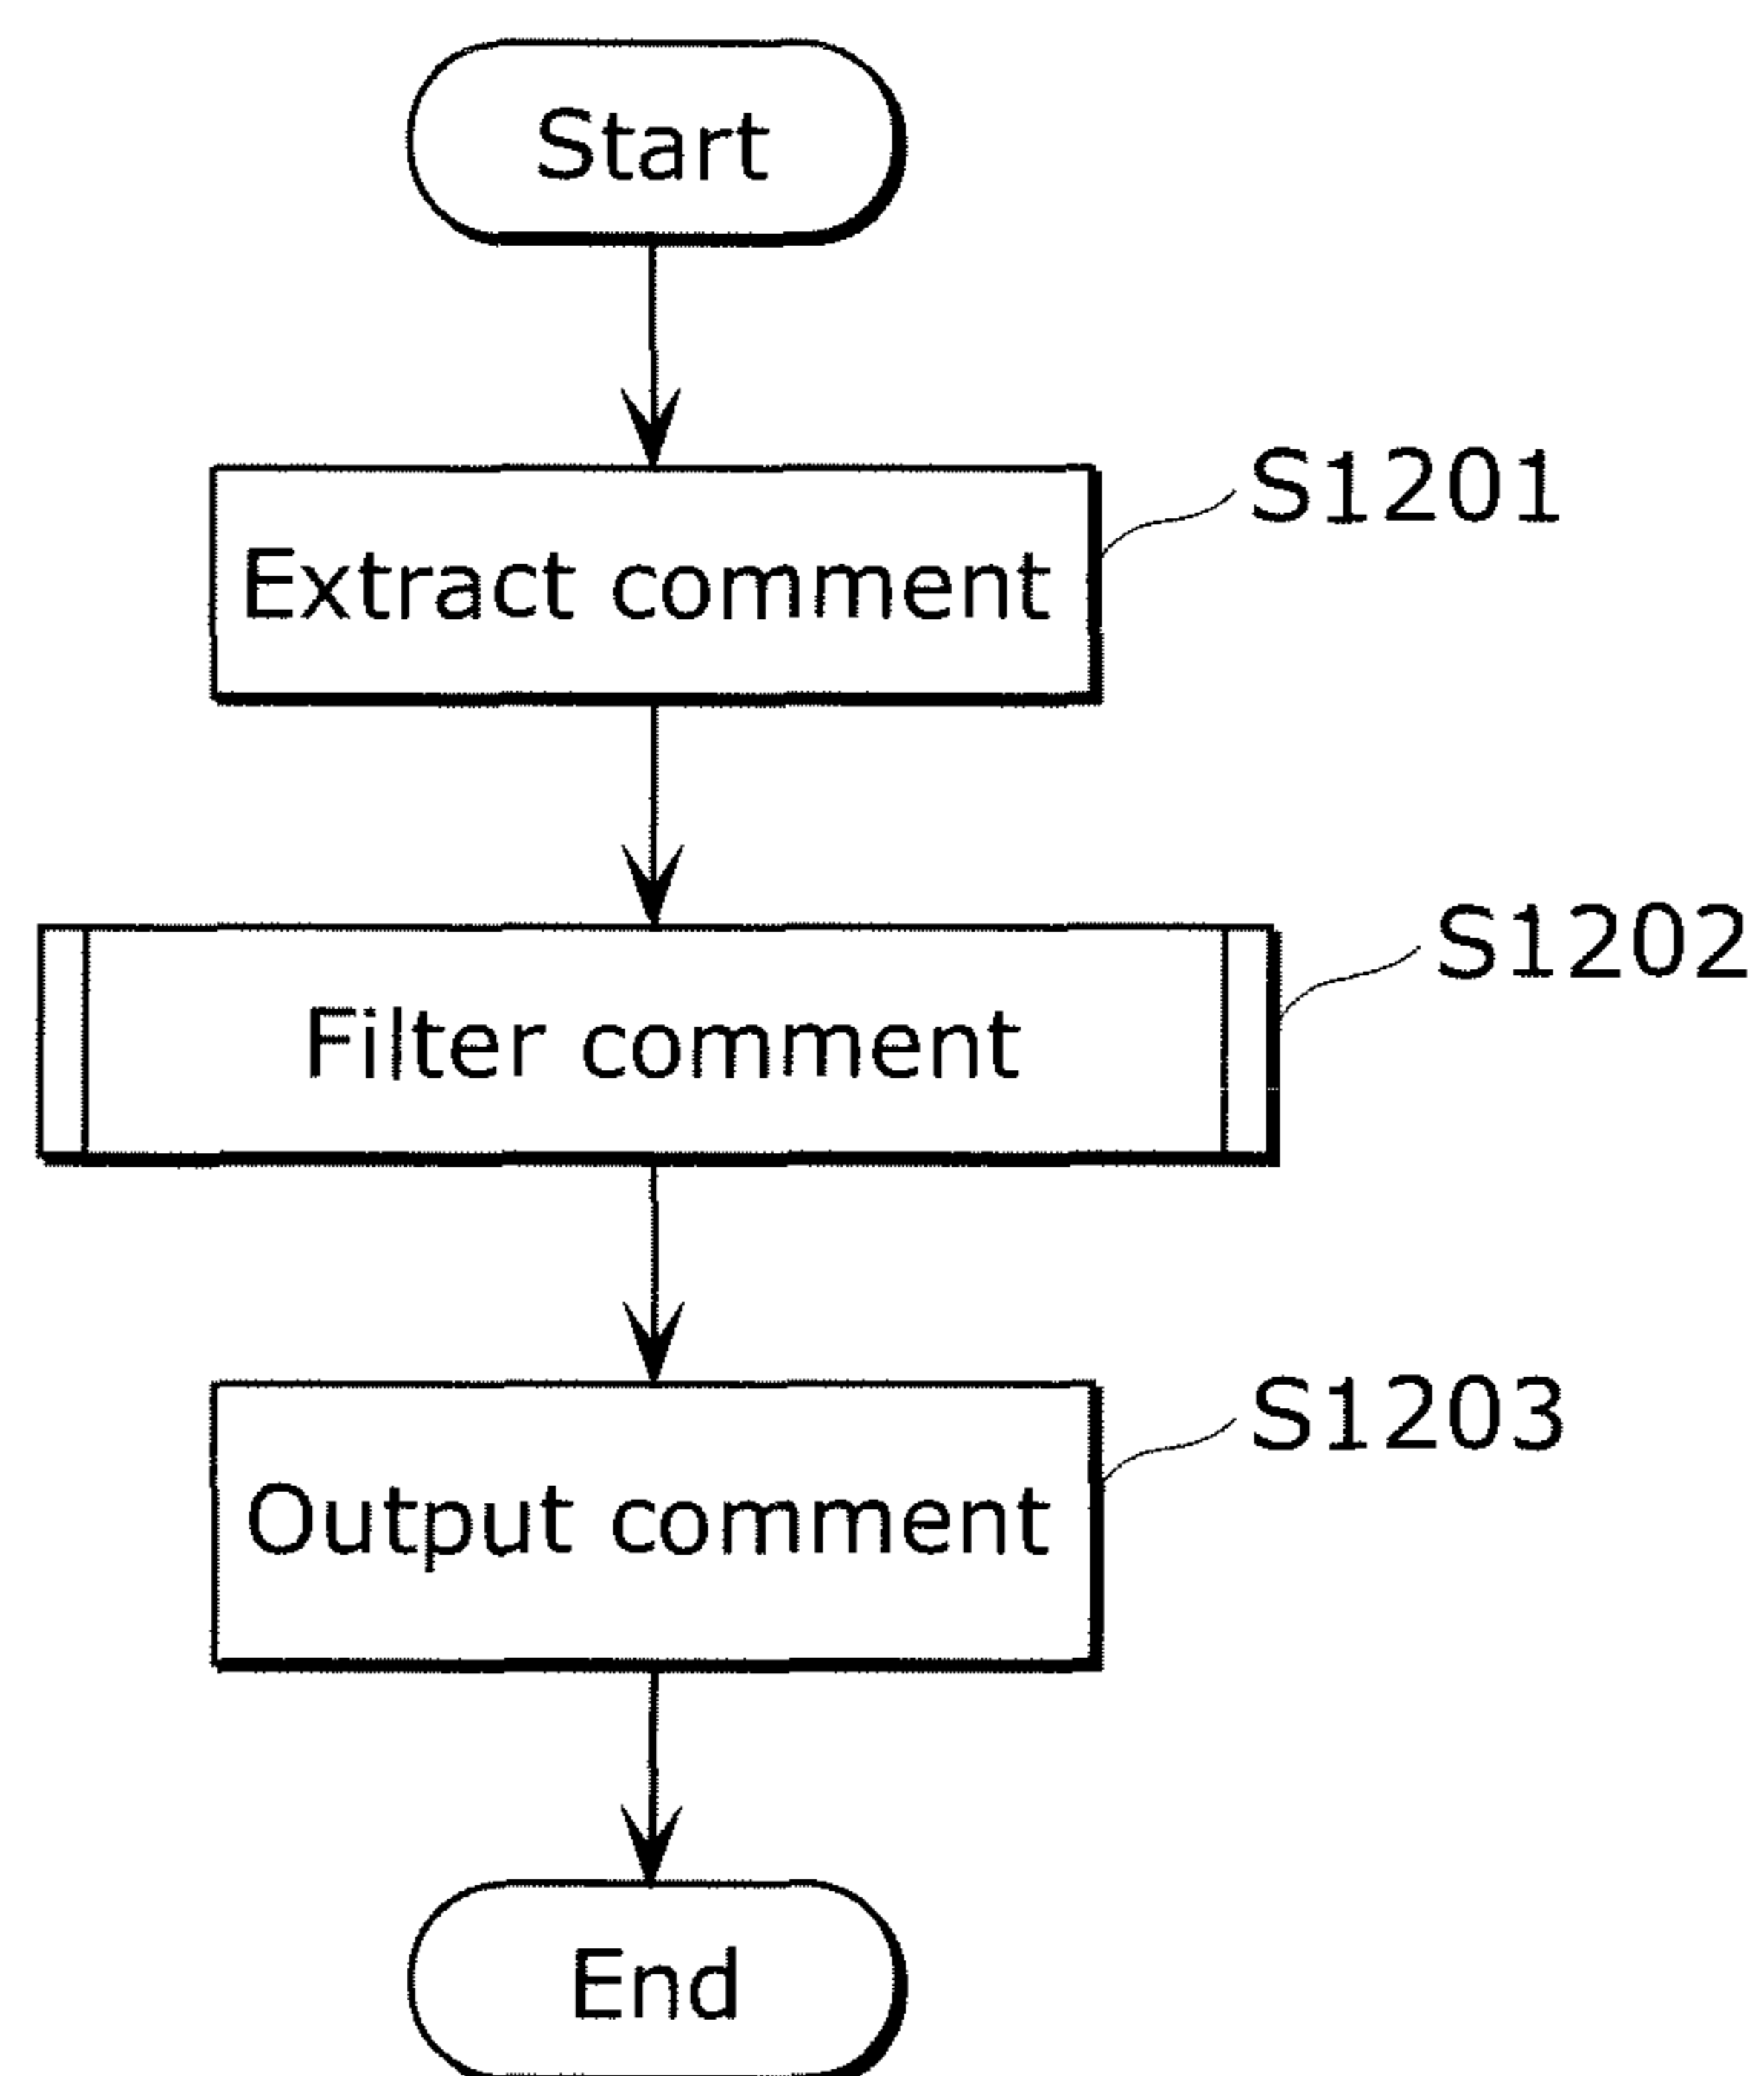 Start
S1201
Extract comment
S1202
Filter comment
S1203
Output comment
End